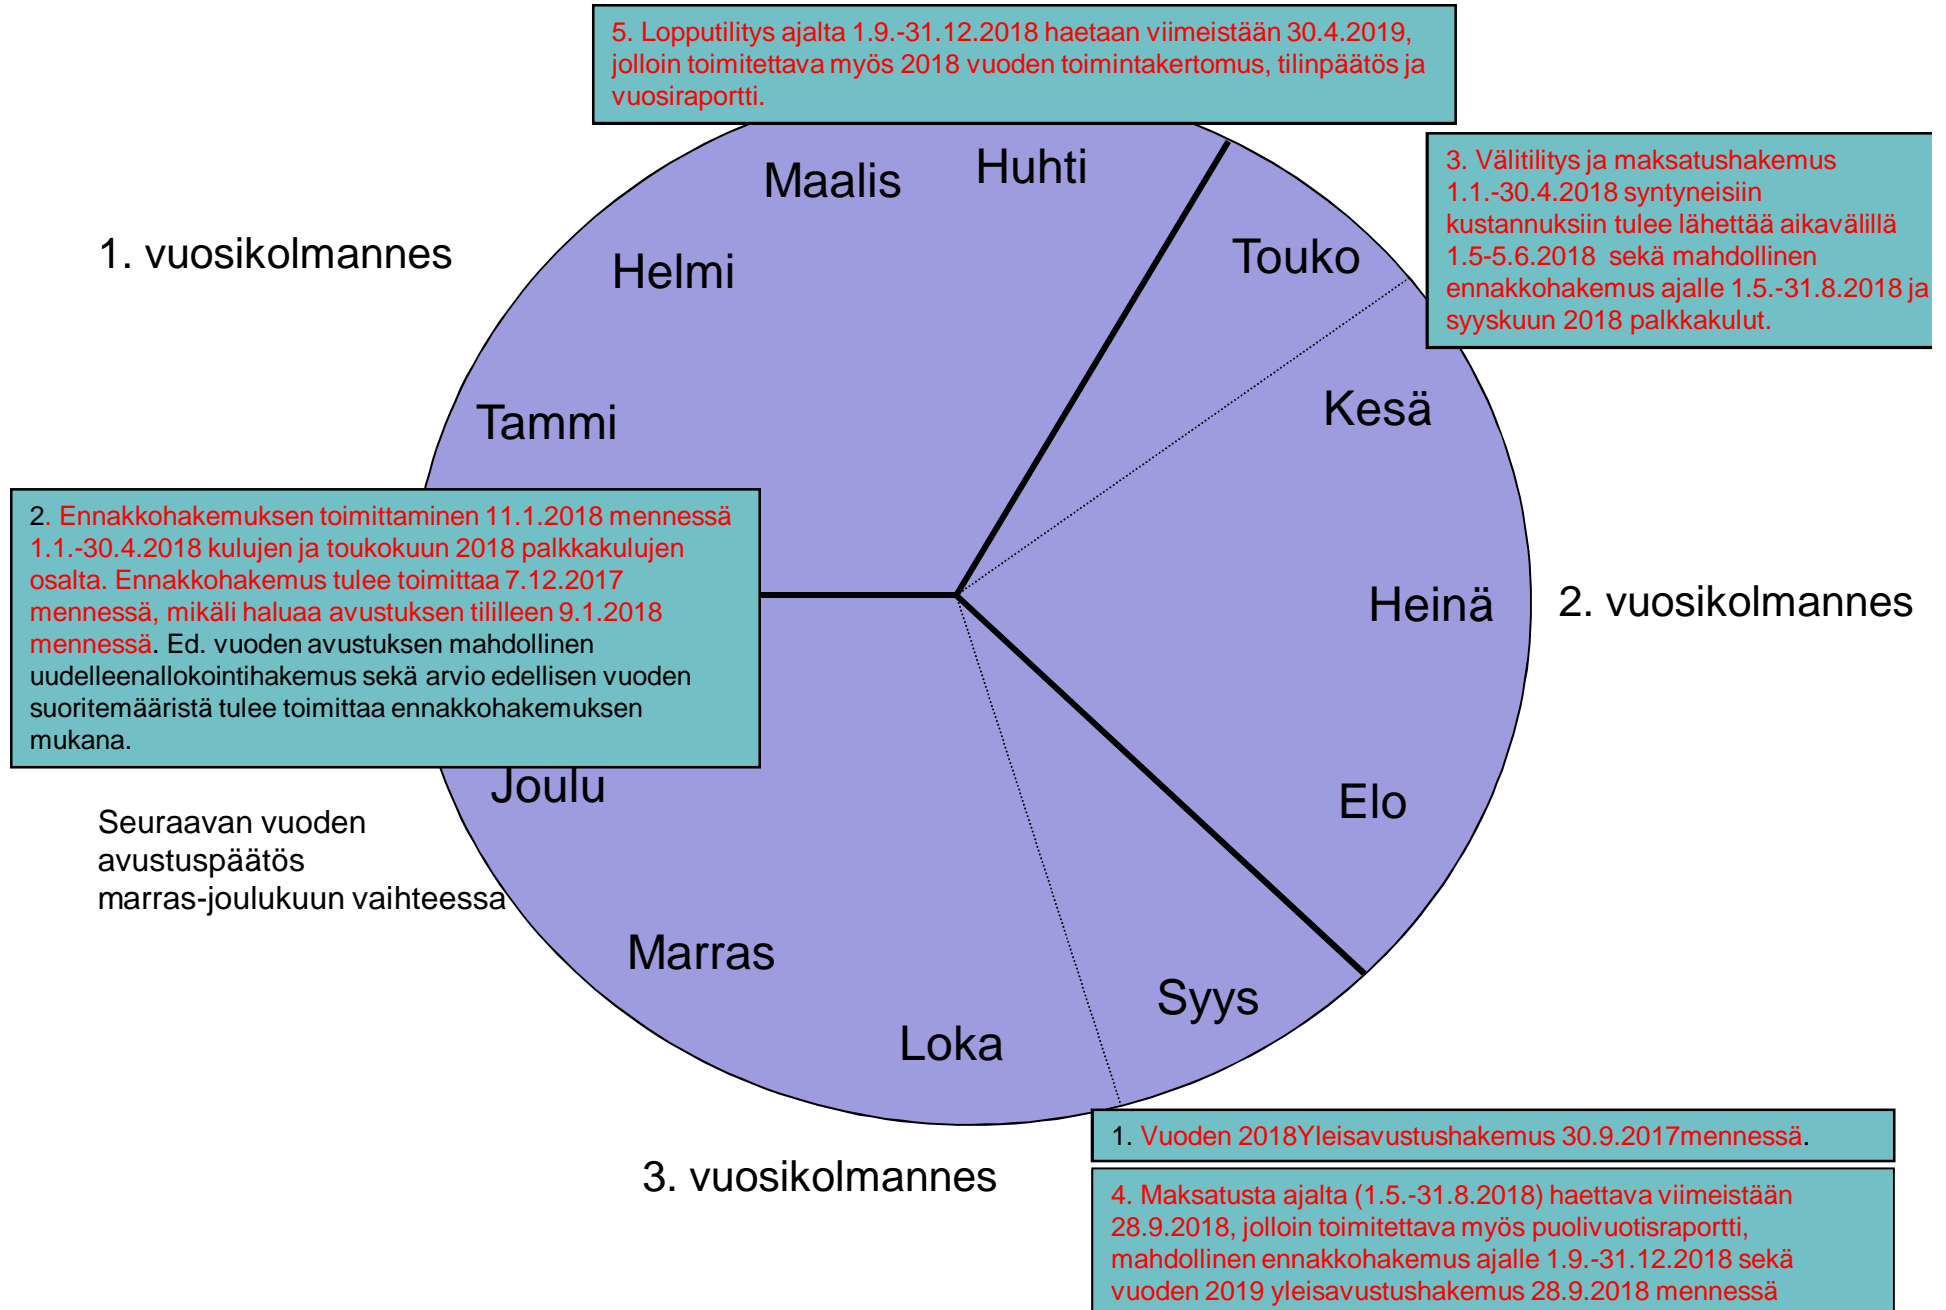 5. Lopputilitys ajalta 1.9.-31.12.2018 haetaan viimeistään 30.4.2019,
jolloin toimitettava myös 2018 vuoden toimintakertomus, tilinpäätös ja
vuosiraportti.
Maalis
Huhti
3. Välitilitys ja maksatushakemus
1.1.-30.4.2018 syntyneisiin
kustannuksiin tulee lähettää aikavälillä
1.5-5.6.2018 sekä mahdollinen
ennakkohakemus ajalle 1.5.-31.8.2018 ja
syyskuun 2018 palkkakulut.
1. vuosikolmannes
Helmi
Touko
Tammi
Kesä
2. Ennakkohakemuksen toimittaminen 11.1.2018 mennessä
1.1.-30.4.2018 kulujen ja toukokuun 2018 palkkakulujen
osalta. Ennakkohakemus tulee toimittaa 7.12.2017
mennessä, mikäli haluaa avustuksen tililleen 9.1.2018
mennessä. Ed. vuoden avustuksen mahdollinen
uudelleenallokointihakemus sekä arvio edellisen vuoden
suoritemääristä tulee toimittaa ennakkohakemuksen
mukana.
Heinä
2. vuosikolmannes
Joulu
Elo
Seuraavan vuoden
avustuspäätös
marras-joulukuun vaihteessa
Marras
Syys
Loka
3. vuosikolmannes
1. Vuoden 2018Yleisavustushakemus 30.9.2017mennessä.
4. Maksatusta ajalta (1.5.-31.8.2018) haettava viimeistään
28.9.2018, jolloin toimitettava myös puolivuotisraportti,
mahdollinen ennakkohakemus ajalle 1.9.-31.12.2018 sekä
vuoden 2019 yleisavustushakemus 28.9.2018 mennessä